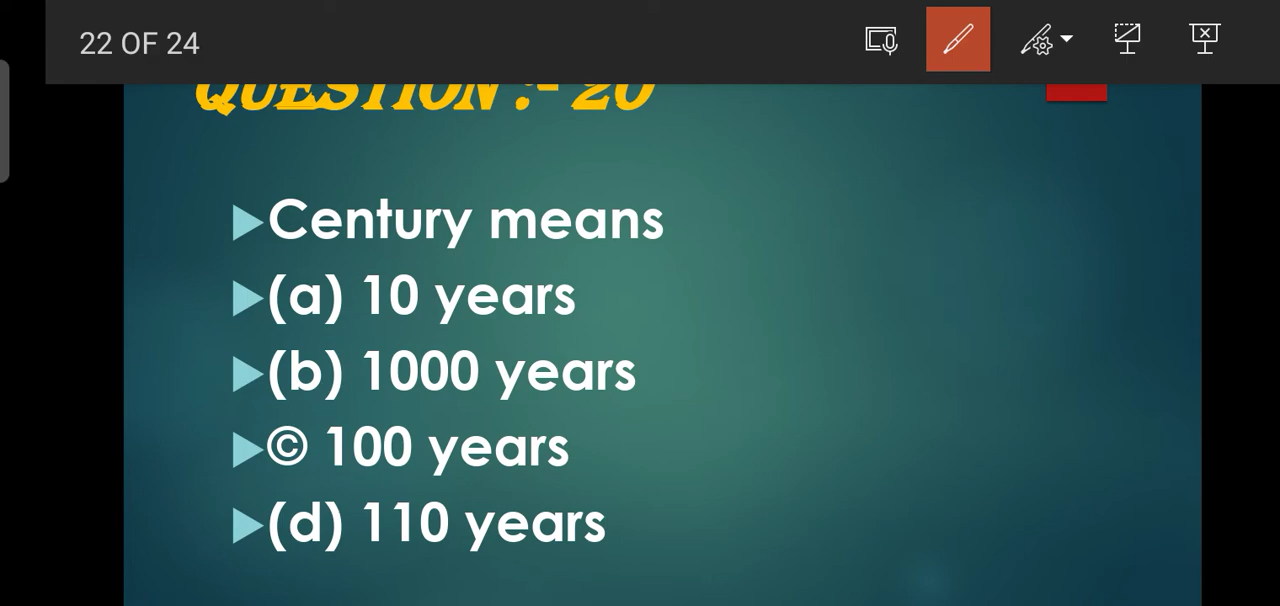 22 OF 24
QUESTION :- 20
Century means
(a) 10 years
(b) 1000 years
© 100 years
(d) 110 years